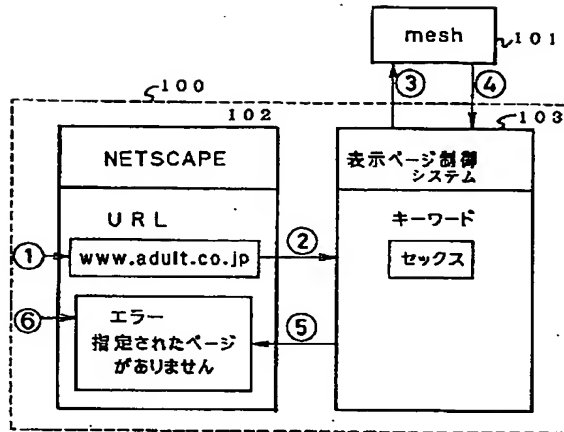 mesh
101
③
④
100
102
103
NETSCAPE
表示ページ制御
システム
URL
キーワード
①
www.adult.co.jp
②
セックス
⑥
エラー
指定されたページ
がありません
⑤